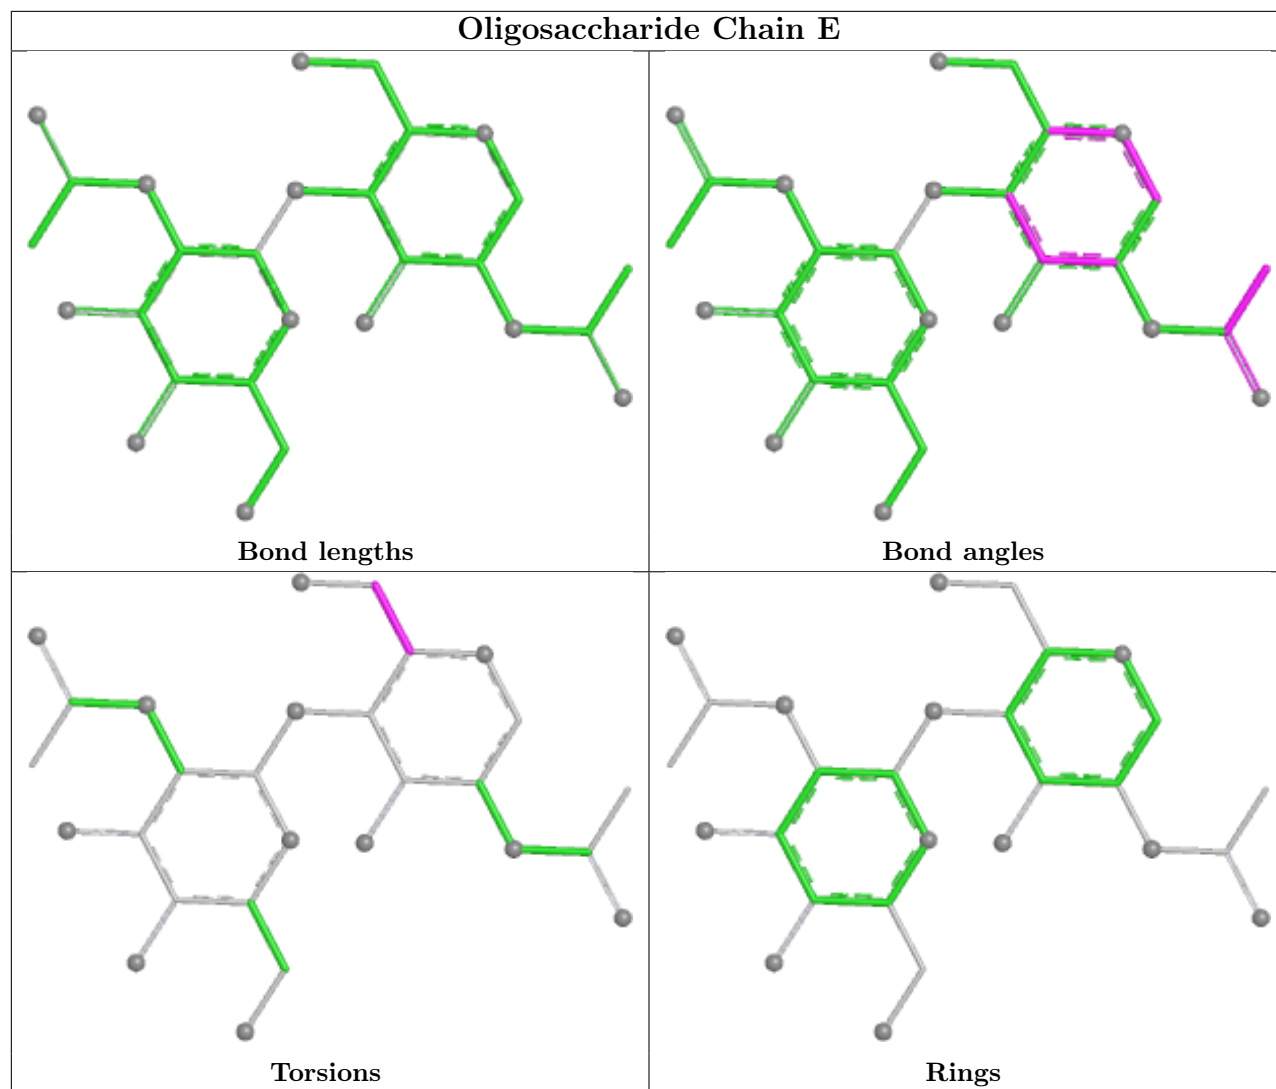 Oligosaccharide Chain E
Bond lengths
Bond angles
Torsions
Rings